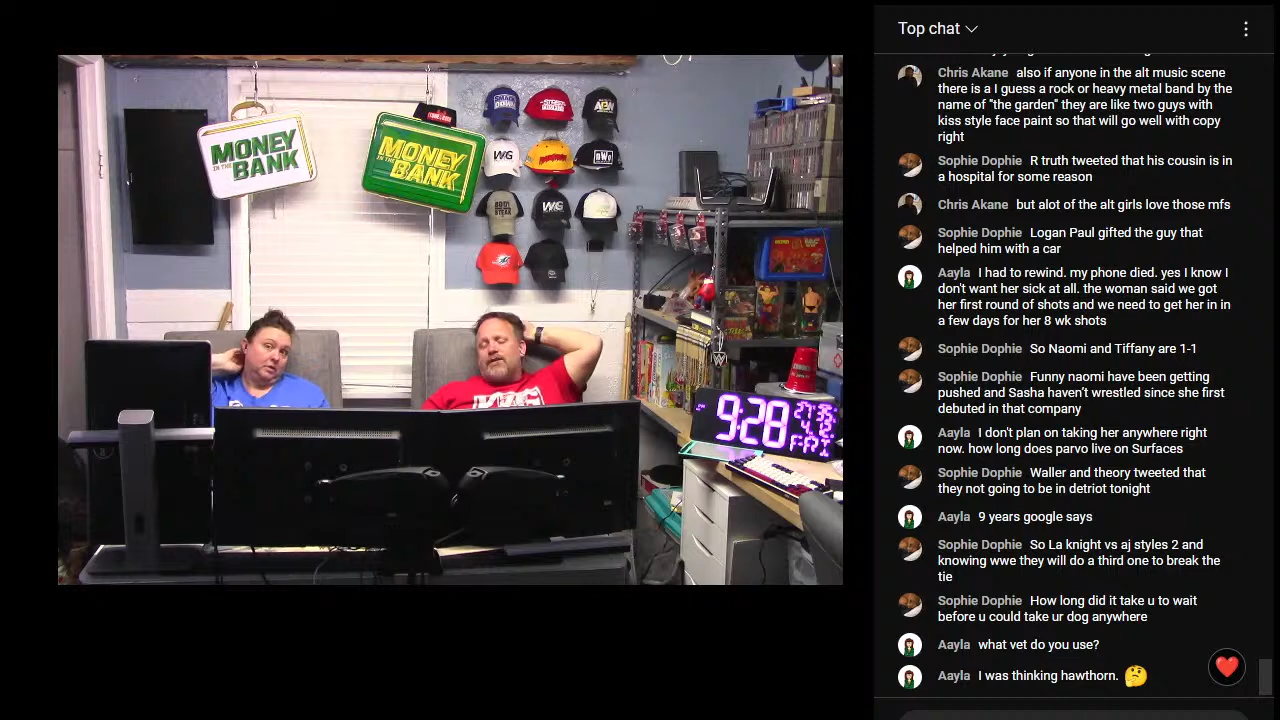 Top chat
Chris Akane also if anyone in the alt music scene
there is a I guess a rock or heavy metal band by the
name of "the garden" they are like two guys with
kiss style face paint so that will go well with copy
right
Sophie Dophie R truth tweeted that his cousin is in
a hospital for some reason
Chris Akane but alot of the alt girls love those mfs
Sophie Dophie Logan Paul gifted the guy that
helped him with a car
Aayla I had to rewind. my phone died. yes I know I
don't want her sick at all. the woman said we got
her first round of shots and we need to get her in in
a few days for her 8 wk shots
Sophie Dophie So Naomi and Tiffany are 1-1
Sophie Dophie Funny naomi have been getting
pushed and Sasha haven't wrestled since she first
debuted in that company
Aayla I don't plan on taking her anywhere right
now. how long does parvo live on Surfaces
Sophie Dophie Waller and theory tweeted that
they not going to be in detriot tonight
Aayla 9 years google says
Sophie Dophie So La knight vs aj styles 2 and
knowing wwe they will do a third one to break the
tie
Sophie Dophie How long did it take u to wait
before u could take ur dog anywhere
Aayla what vet do you use?
Aayla I was thinking hawthorn. 🤔
MONEY
IN THE
BANK
MONEY
IN THE
BANK
WG
nWo
WG
9:28
FRI